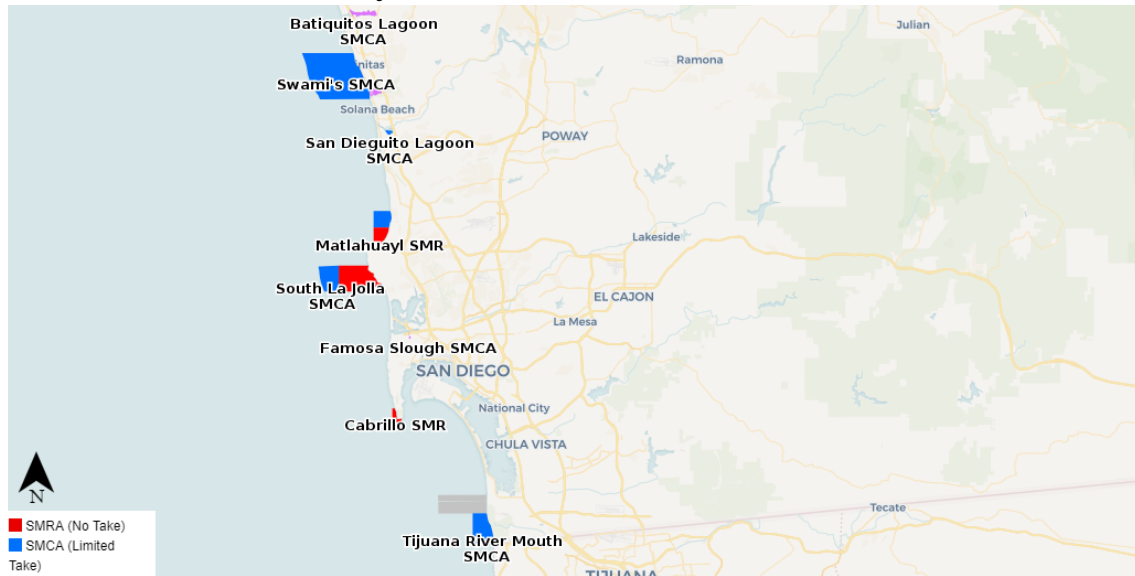 Batiquitos Lagoon
SMCA
Julian
Ramona
initas
Swami's SMCA
Solana Beach
POWAY
San Dieguito Lagoon
SMCA
Lakeside
Matlahuayl SMR
South La Jolla
SMCA
EL CAJON
La Mesa
Famosa Slough SMCA
SAN DIEGO
National City
Cabrillo SMR
CHULA VISTA
N
Tecate
SMRA (No Take)
SMCA (Limited
Take)
Tijuana River Mouth
SMCA
TIJUANA